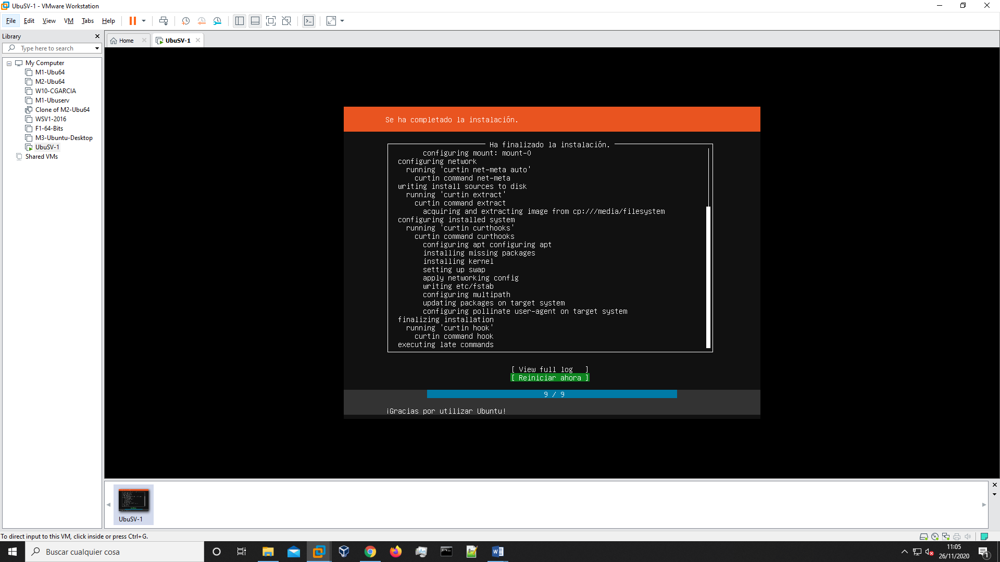 UbuSV-1 - VMware Workstation
File Edit View VM Tabs Help
Library
Type here to search
My Computer
M1-Ubu64
M2-Ubu64
W10-CGARCIA
M1-Ubuserv
Clone of M2-Ubu64
WSV1-2016
F1-64-Bits
M3-Ubuntu-Desktop
UbuSV-1
Shared VMs
Home UbuSV-1
Se ha completado la instalación.
Ha finalizado la instalación.
configuring mount: mount-0
configuring network
running 'curtin net-meta auto'
curtin command net-meta
writing install sources to disk
running 'curtin extract'
curtin command extract
acquiring and extracting image from cp:///media/filesystem
configuring installed system
running 'curtin curthooks'
curtin command curthooks
configuring apt configuring apt
installing missing packages
installing kernel
setting up swap
apply networking config
writing etc/fstab
configuring multipath
updating packages on target system
configuring pollinate user-agent on target system
finalizing installation
running 'curtin hook'
curtin command hook
executing late commands
[ View full log ]
[ Reiniciar ahora ]
9 / 9
¡Gracias por utilizar Ubuntu!
UbuSV-1
To direct input to this VM, click inside or press Ctrl+G.
Buscar cualquier cosa
11:05
26/11/2020
1